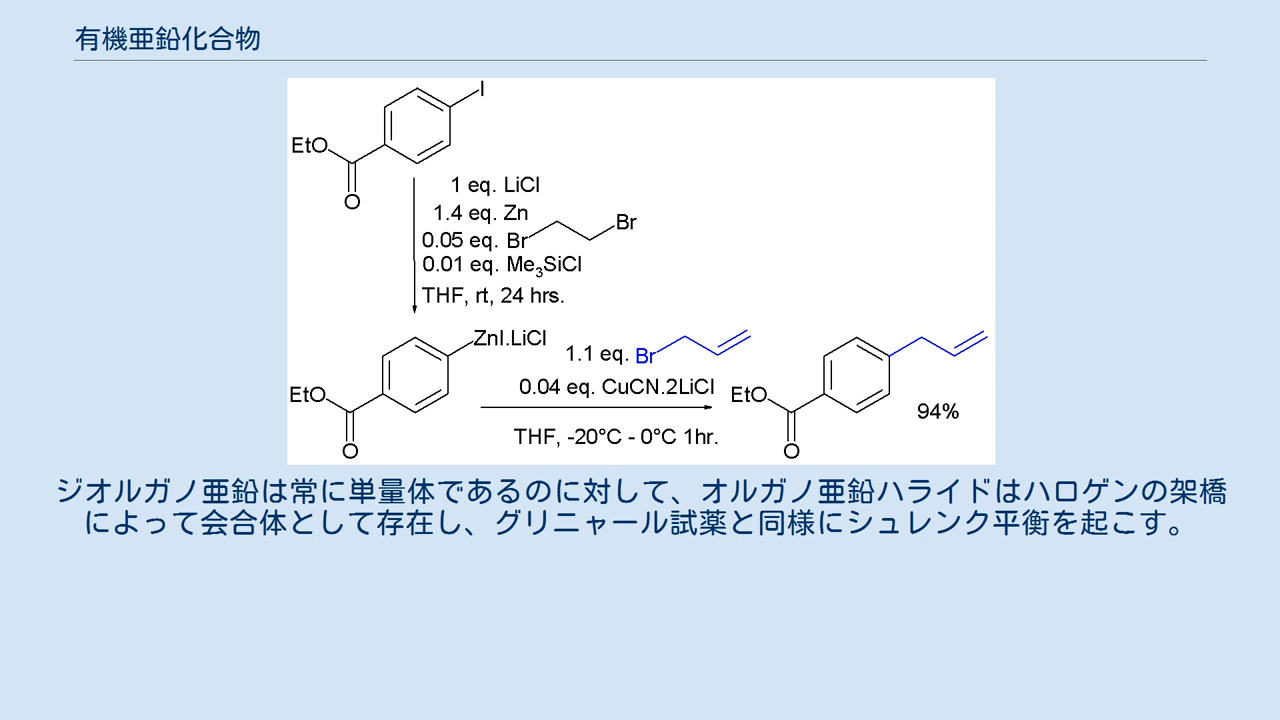 有機亜鉛化合物
I
EtO
O
1 eq. LiCl
1.4 eq. Zn
Br
0.05 eq. Br
0.01 eq. Me₃SiCl
THF, rt, 24 hrs.
ZnI.LiCl
EtO
O
1.1 eq. Br
0.04 eq. CuCN.2LiCl
THF, -20°C - 0°C 1hr.
EtO
O
94%
ジオルガノ亜鉛は常に単量体であるのに対して、オルガノ亜鉛ハライドはハロゲンの架橋
によって会合体として存在し、グリニャール試薬と同様にシュレンク平衡を起こす。